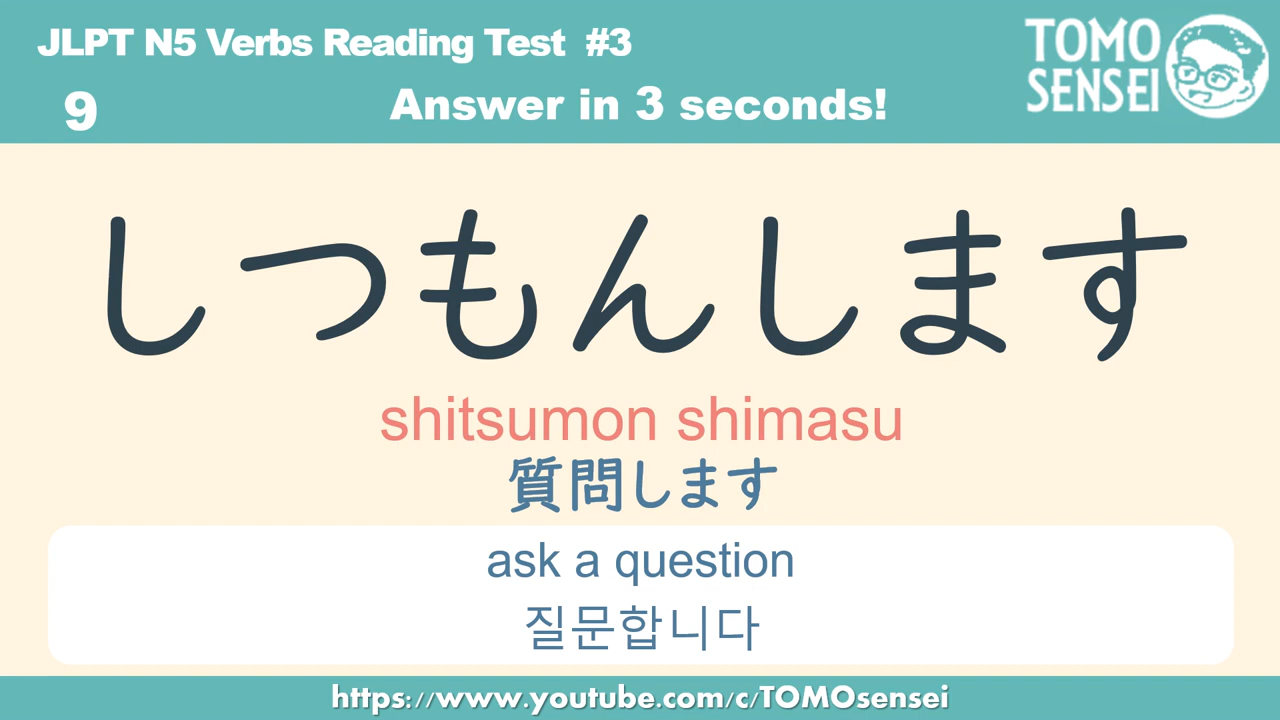 JLPT N5 Verbs Reading Test #3
TOMO
SENSEI
9
Answer in 3 seconds!
しつもんします
shitsumon shimasu
質問します
ask a question
질문합니다
https://www.youtube.com/c/TOMOsensei